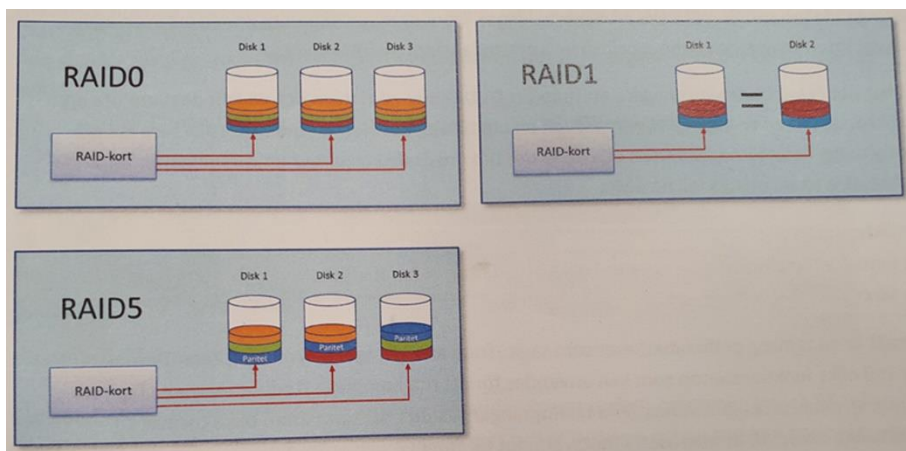 Disk 1 Disk 2 Disk 3
RAID0
RAID-kort
Disk 1 Disk 2
RAID1
=
RAID-kort
Disk 1 Disk 2 Disk 3
RAID5
Paritet
Paritet
Paritet
RAID-kort